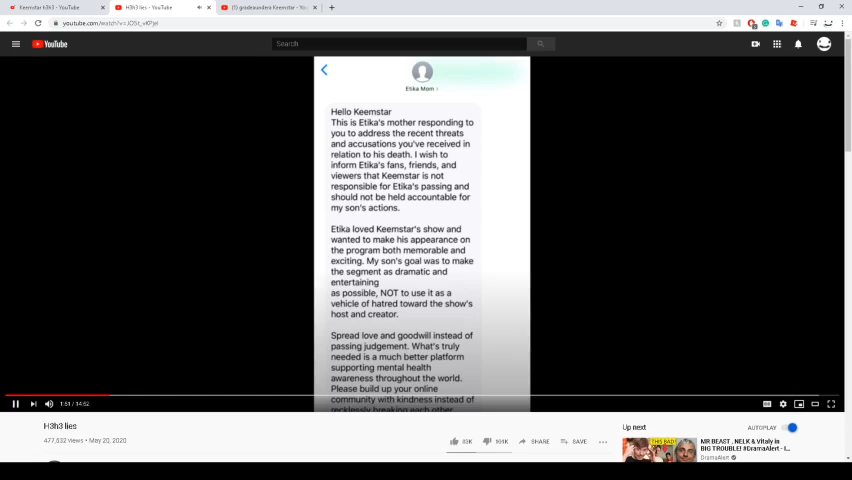 Keemstar h3h3 - YouTube
H3h3 lies - YouTube
(1) gradeaundera Keemstar - You
youtube.com/watch?v=JOSt_vKPjeI
YouTube
Search
Etika Mom
Hello Keemstar
This is Etika's mother responding to
you to address the recent threats
and accusations you've received in
relation to his death. I wish to
inform Etika's fans, friends, and
viewers that Keemstar is not
responsible for Etika's passing and
should not be held accountable for
my son's actions.
Etika loved Keemstar's show and
wanted to make his appearance on
the program both memorable and
exciting. My son's goal was to make
the segment as dramatic and
entertaining
as possible, NOT to use it as a
vehicle of hatred toward the show's
host and creator.
Spread love and goodwill instead of
passing judgement. What's truly
needed is a much better platform
supporting mental health
awareness throughout the world.
Please build up your online
community with kindness instead of
recklessly breaking each other
1:51 / 14:52
H3h3 lies
477,532 views • May 20, 2020
SHARE
SAVE
Up next
AUTOPLAY
THIS BAD!
MR BEAST , NELK & Vitaly in
BIG TROUBLE! #DramaAlert - I...
DramaAlert